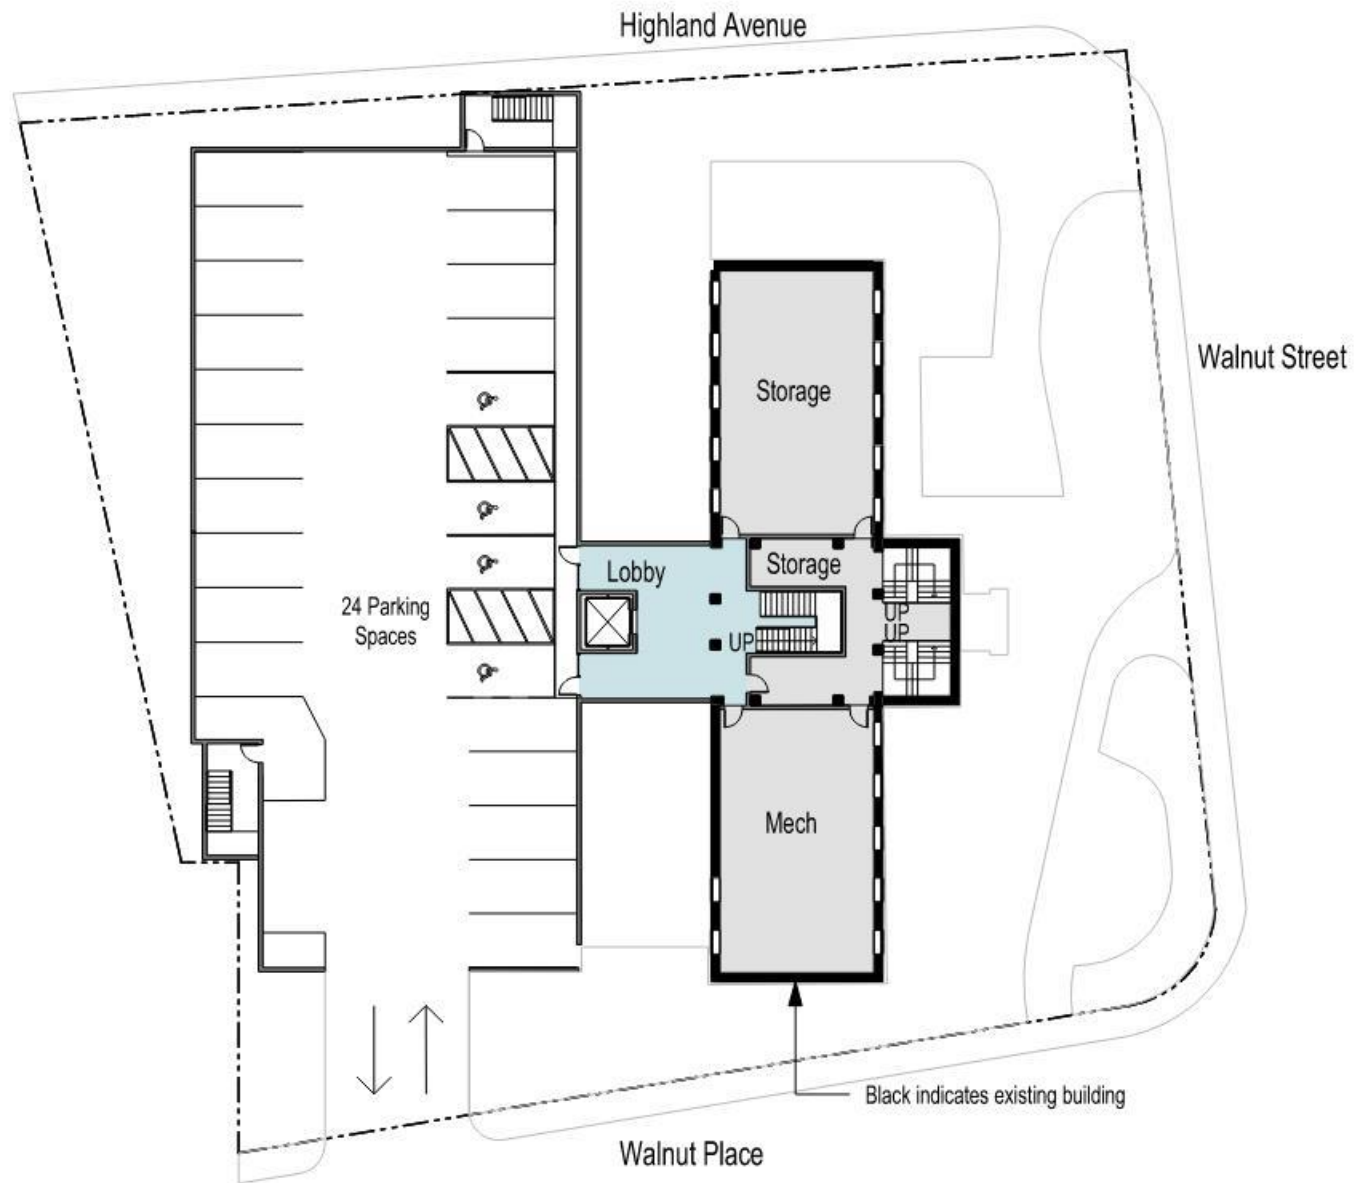 Highland Avenue
Walnut Street
Storage
Storage
Lobby
24 Parking
Spaces
UP
UP
UP
Mech
Black indicates existing building
Walnut Place